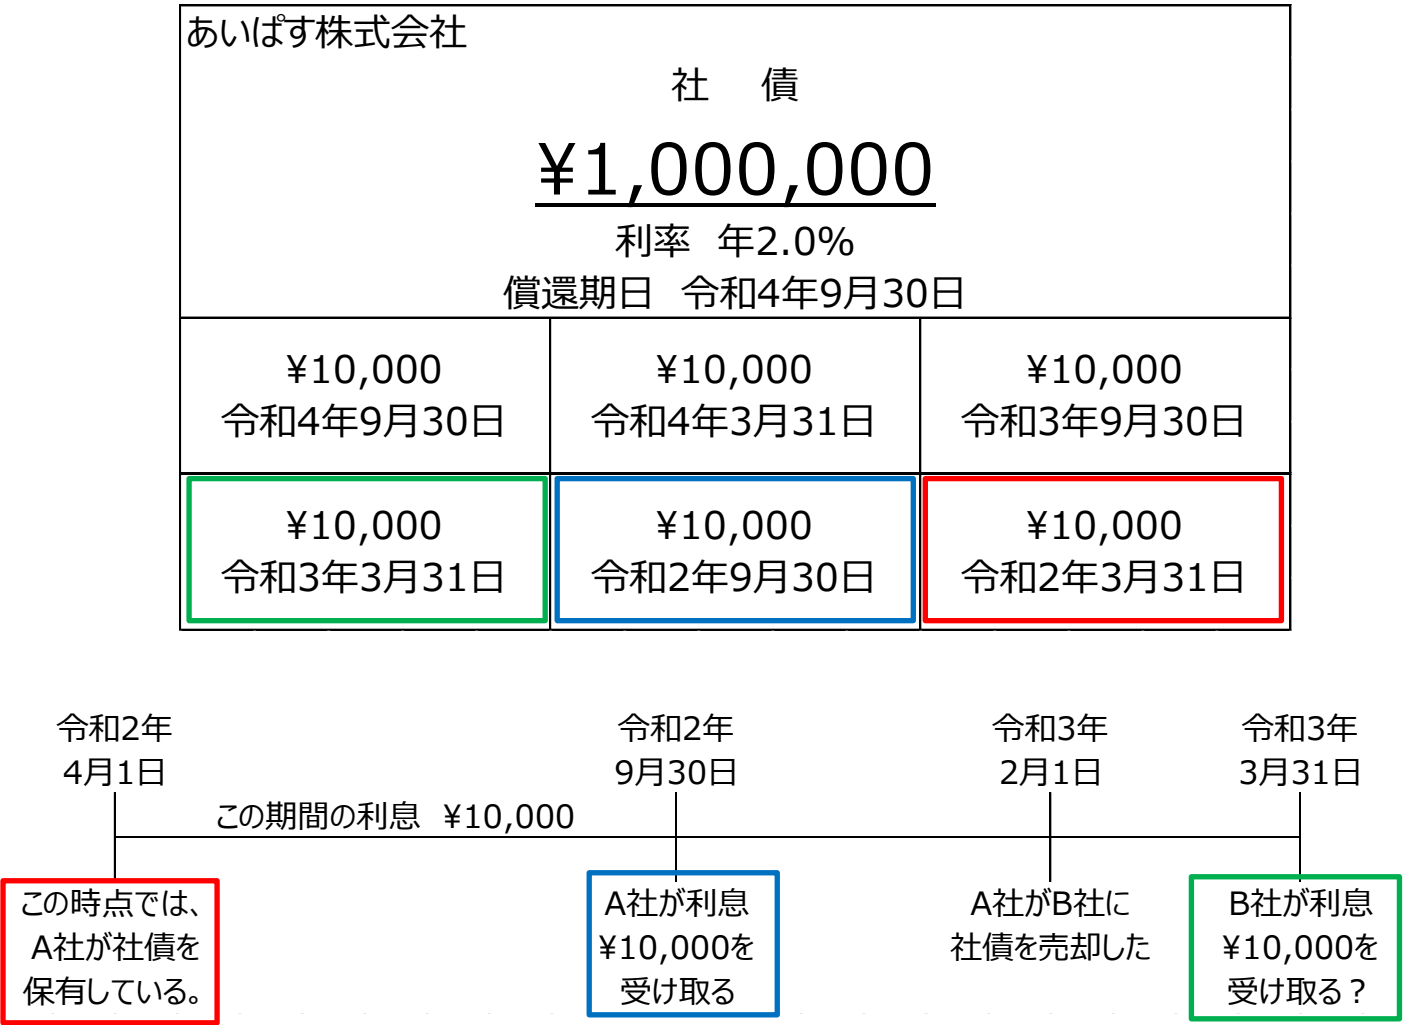 あいぱす株式会社
社 債
¥1,000,000
利率 年2.0%
償還期日 令和4年9月30日
¥10,000 ¥10,000 ¥10,000
令和4年9月30日 令和4年3月31日 令和3年9月30日
¥10,000 ¥10,000 ¥10,000
令和3年3月31日 令和2年9月30日 令和2年3月31日
令和2年 令和2年 令和3年 令和3年
4月1日 9月30日 2月1日 3月31日
この期間の利息 ¥10,000
この時点では、 A社が利息 A社がB社に B社が利息
A社が社債を ¥10,000を 社債を売却した ¥10,000を
保有している。 受け取る 受け取る？